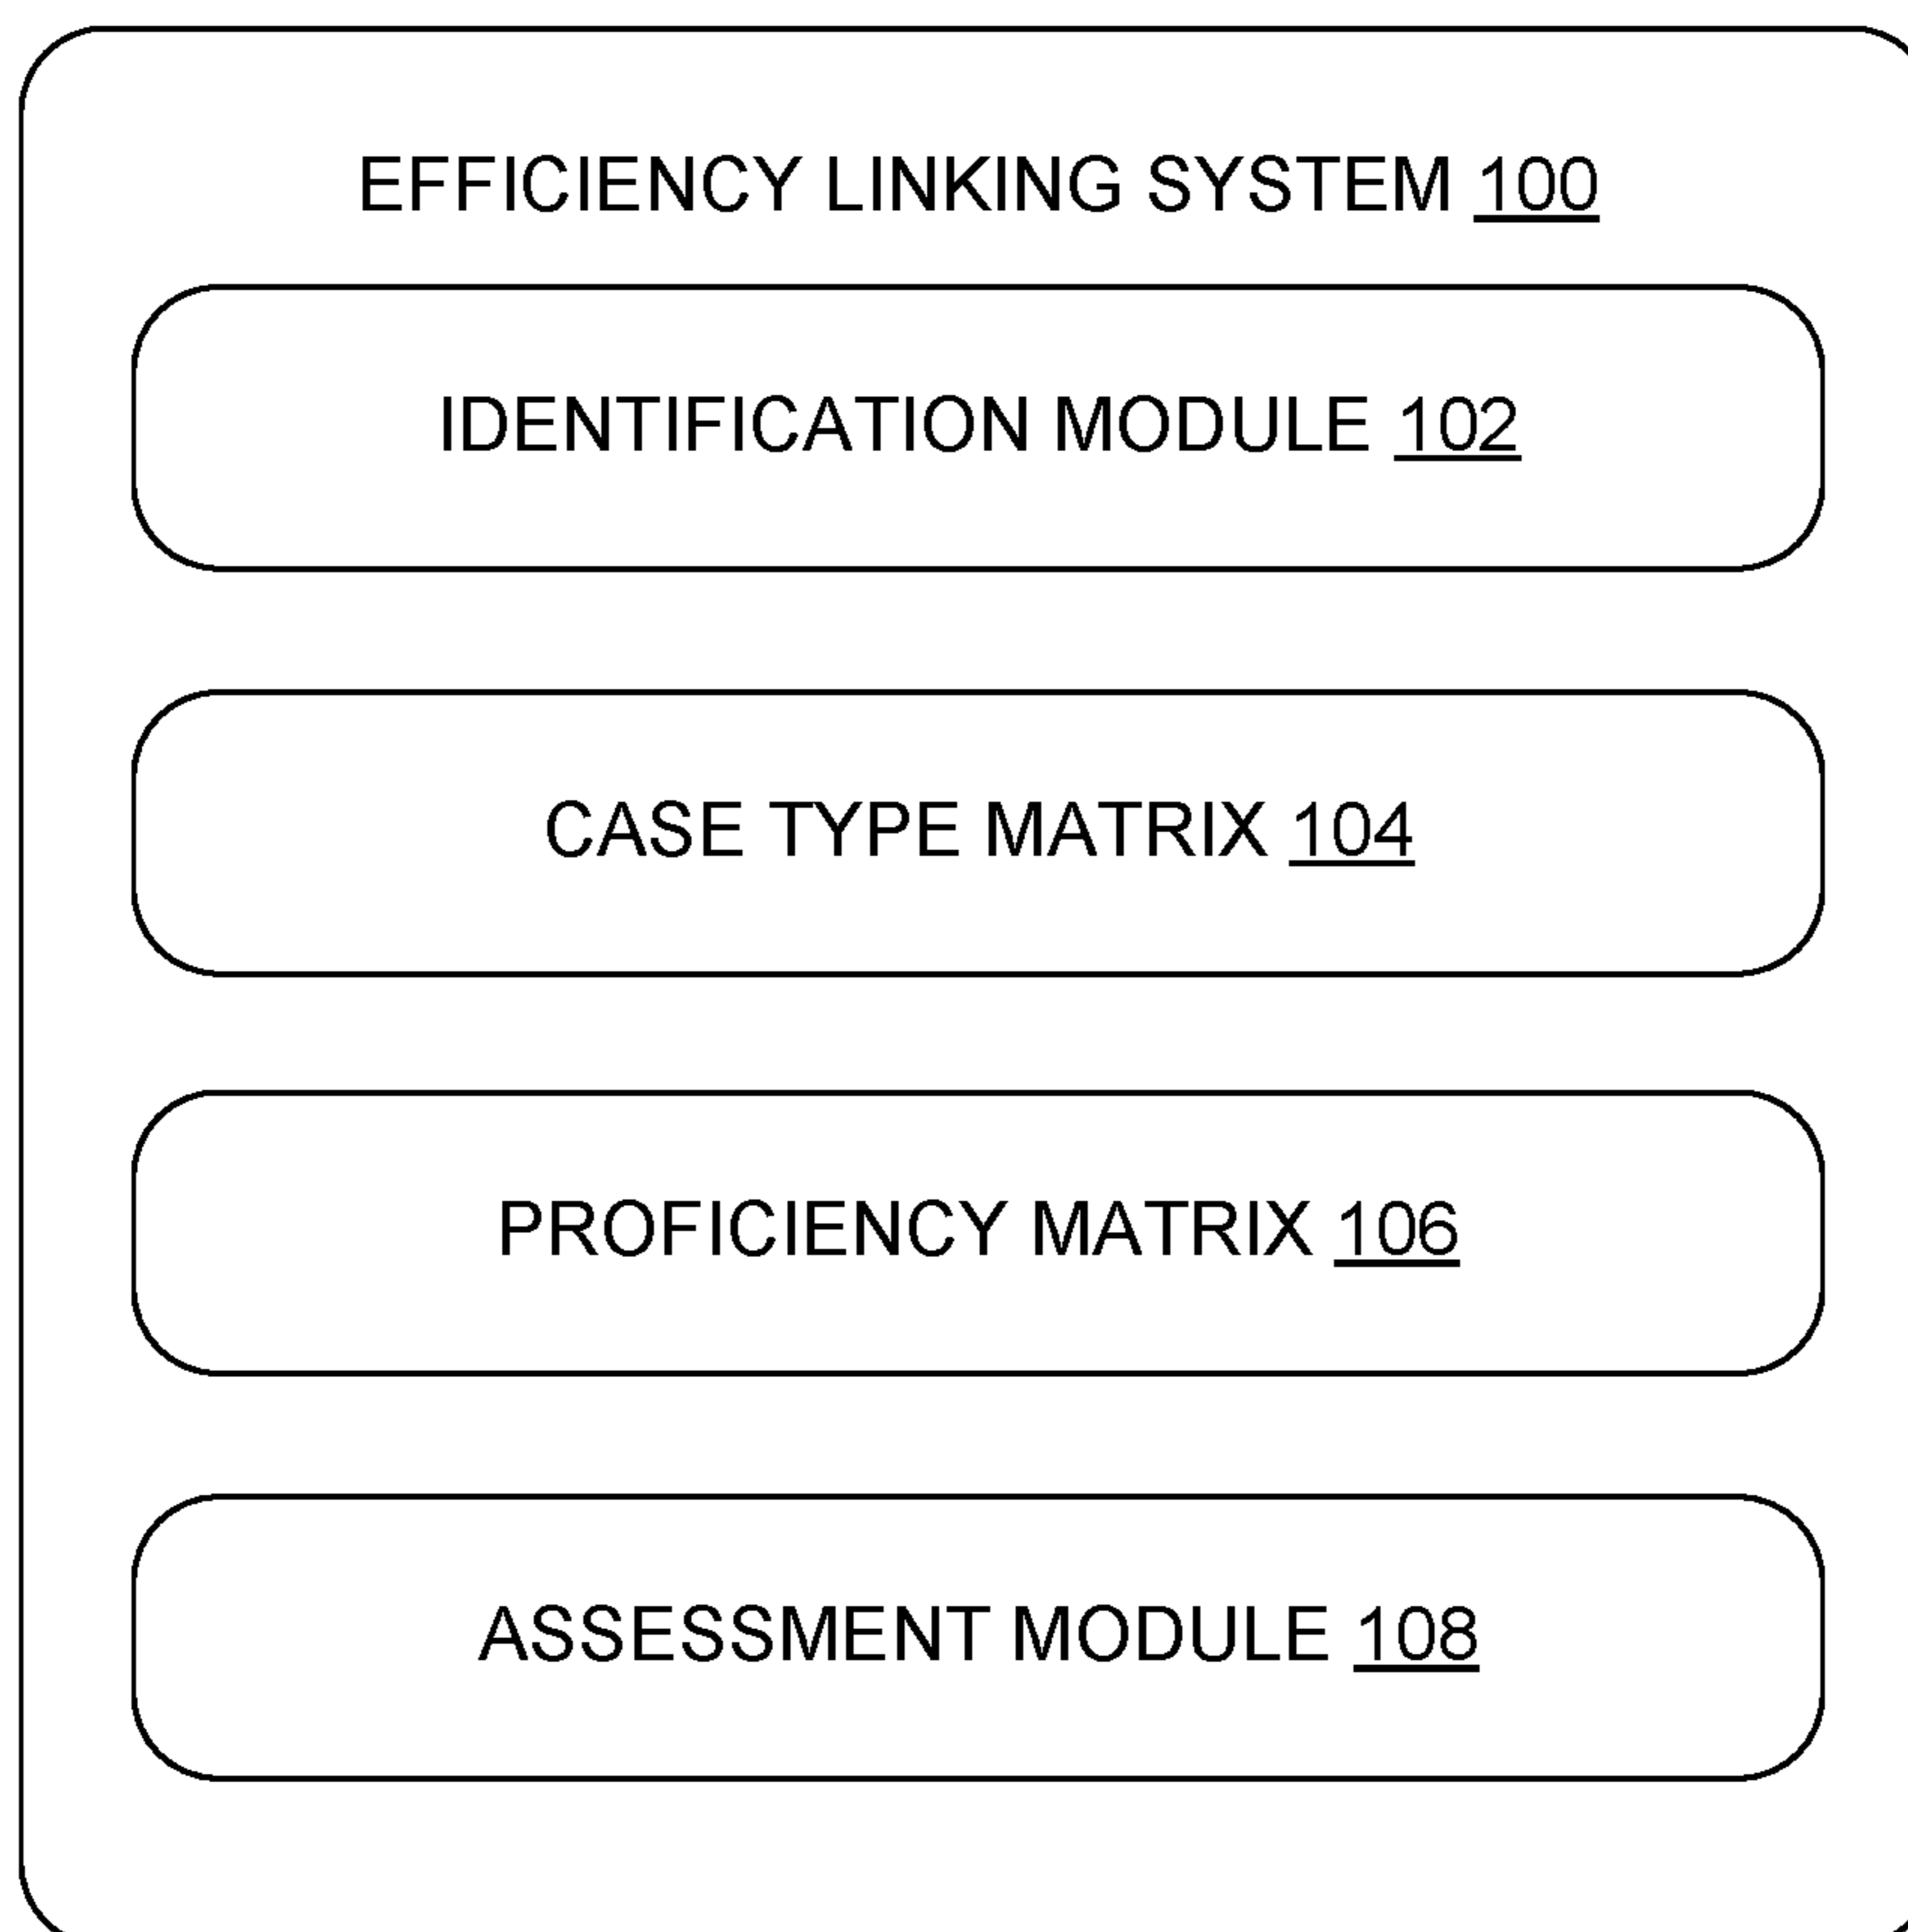 EFFICIENCY LINKING SYSTEM 100
IDENTIFICATION MODULE 102
CASE TYPE MATRIX 104
PROFICIENCY MATRIX 106
ASSESSMENT MODULE 108